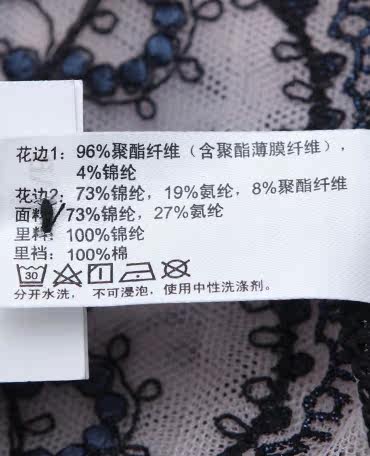 花边1：96%聚酯纤维（含聚酯薄膜纤维），
4%锦纶
花边2：73%锦纶，19%氨纶，8%聚酯纤维
面料：73%锦纶，27%氨纶
里料：100%锦纶
里裆：100%棉
30
分开水洗， 不可浸泡，使用中性洗涤剂。